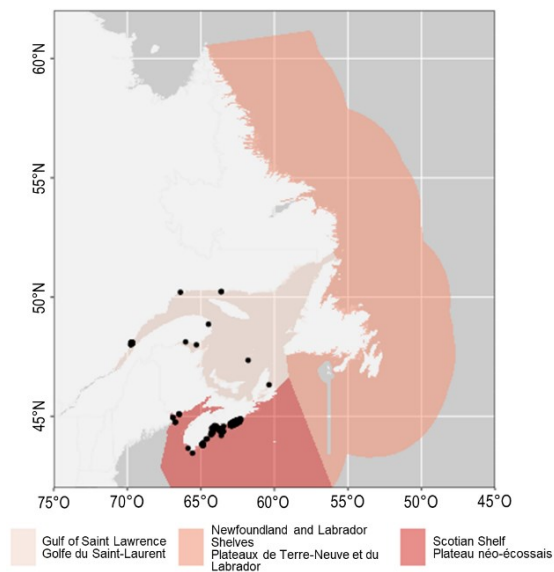 60°N
55°N
50°N
45°N
75°O 70°O 65°O 60°O 55°O 50°O 45°O
Gulf of Saint Lawrence
Golfe du Saint-Laurent
Newfoundland and Labrador
Shelves
Plateaux de Terre-Neuve et du
Labrador
Scotian Shelf
Plateau néo-écossais